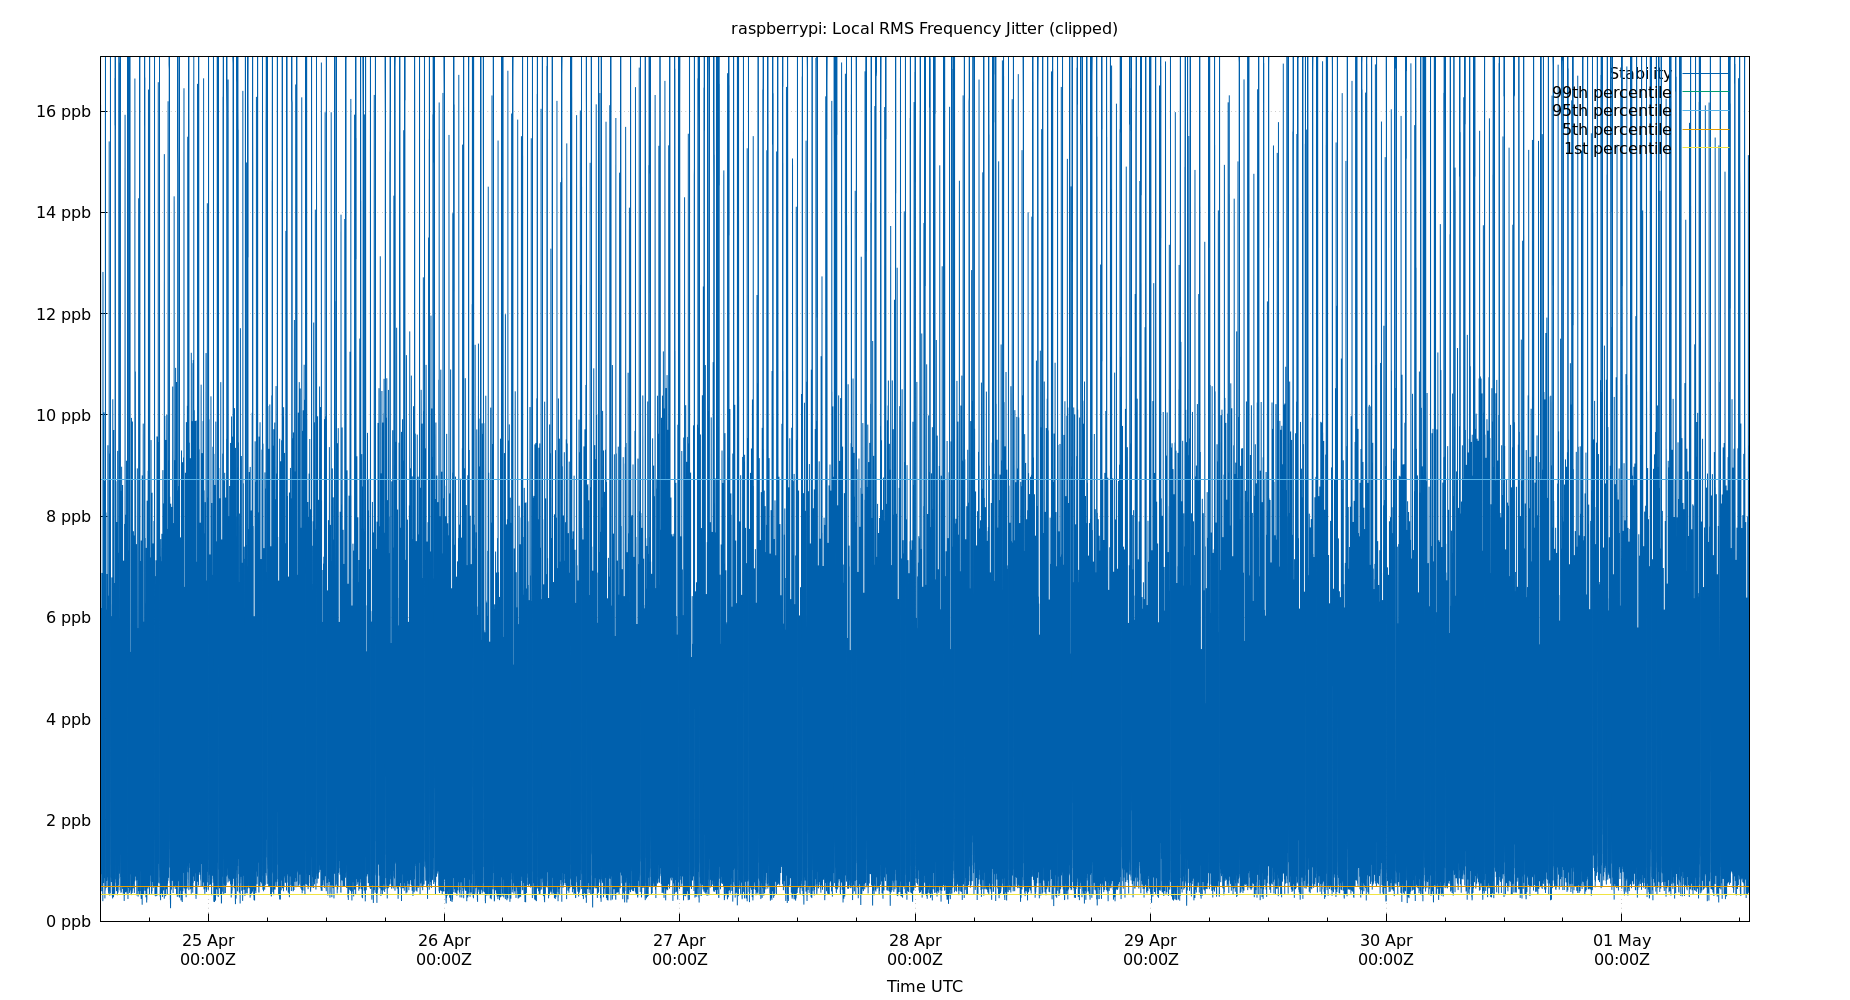 raspberrypi: Local RMS Frequency Jitter (clipped)
Stability
99th percentile
95th percentile
5th percentile
1st percentile
16 ppb
14 ppb
12 ppb
10 ppb
8 ppb
6 ppb
4 ppb
2 ppb
0 ppb
25 Apr 26 Apr 27 Apr 28 Apr 29 Apr 30 Apr 01 May
00:00Z 00:00Z 00:00Z 00:00Z 00:00Z 00:00Z 00:00Z
Time UTC